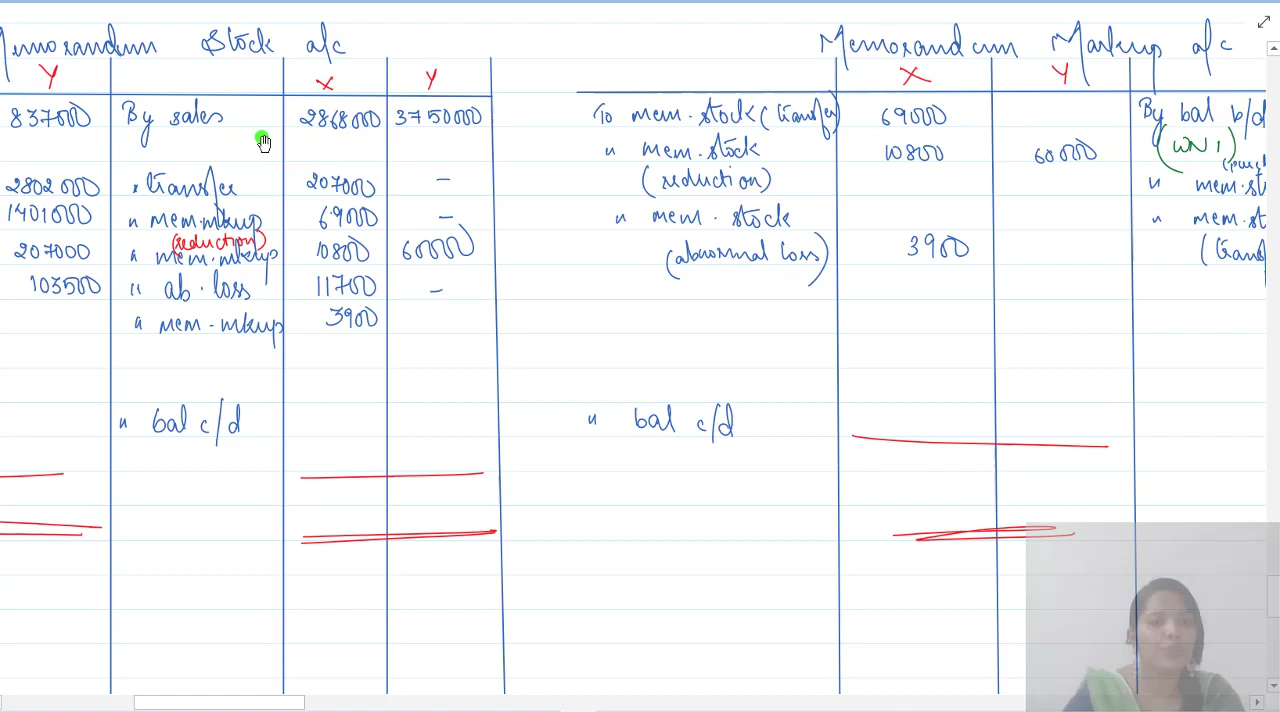 Memorandum Stock a/c
Y X Y
837000 By sales 2868000 3750000
2802000 " transfer 207000 -
1401000 " mem.mkup 69000 -
(reduction)
207000 " mem.mkup 10800 60000
103500 " ab. loss 11700 -
" mem.mkup 3900
" bal c/d
Memorandum Markup a/c
X Y
To mem.stock (transfer) 69000 By bal b/d
" mem.stock 10800 60000 (WN 1)
(reduction) " mem.st
" mem.stock " mem.st
(abnormal loss) 3900 (transf
" bal c/d